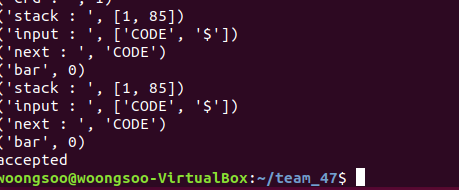 ('stack : ', [1, 85])
('input : ', ['CODE', '$'])
('next : ', 'CODE')
('bar', 0)
('stack : ', [1, 85])
('input : ', ['CODE', '$'])
('next : ', 'CODE')
('bar', 0)
accepted
woongsoo@woongsoo-VirtualBox:~/team_47$